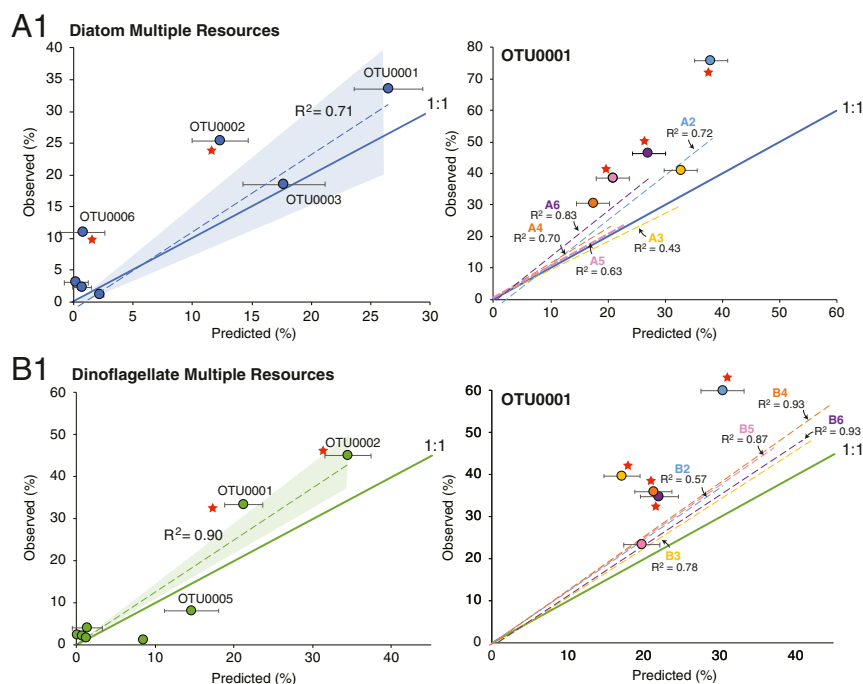 A1
Diatom Multiple Resources
40
35
30
25
20
15
10
5
0
0
5
10
15
20
25
30
Observed (%)
Predicted (%)
OTU0001
OTU0002
OTU0003
OTU0006
R² = 0.71
1:1
OTU0001
80
70
60
50
40
30
20
10
0
0
10
20
30
40
50
60
Observed (%)
Predicted (%)
1:1
A2
R² = 0.72
A6
R² = 0.83
A4
R² = 0.70
A3
R² = 0.43
A5
R² = 0.63
B1
Dinoflagellate Multiple Resources
60
50
40
30
20
10
0
0
10
20
30
40
Observed (%)
Predicted (%)
OTU0002
OTU0001
OTU0005
R² = 0.90
1:1
OTU0001
60
50
40
30
20
10
0
0
10
20
30
40
Observed (%)
Predicted (%)
B4
R² = 0.93
B6
R² = 0.93
B5
R² = 0.87
B2
R² = 0.57
1:1
B3
R² = 0.78